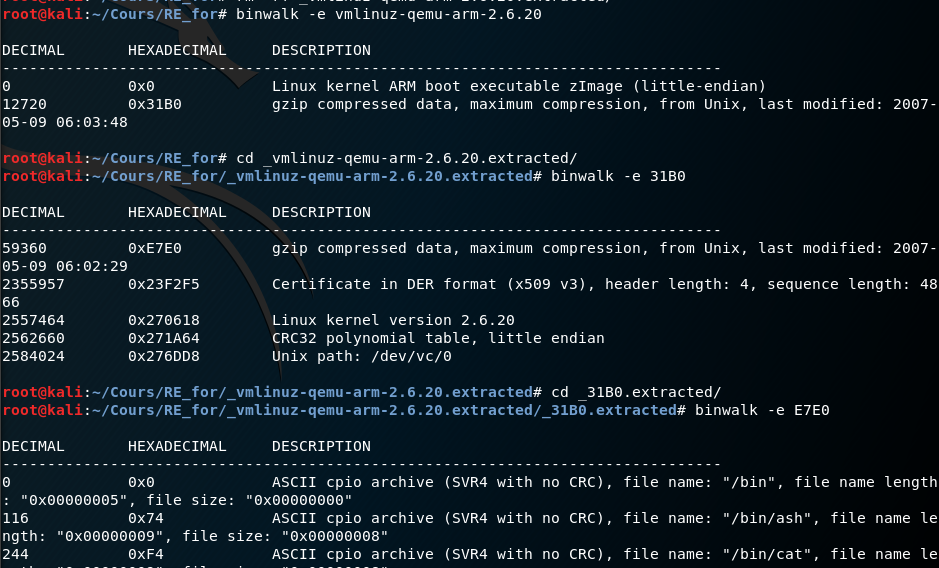 root@kali:~/Cours/RE_for# binwalk -e vmlinuz-qemu-arm-2.6.20
DECIMAL       HEXADECIMAL     DESCRIPTION
--------------------------------------------------------------------------------
0             0x0             Linux kernel ARM boot executable zImage (little-endian)
12720         0x31B0          gzip compressed data, maximum compression, from Unix, last modified: 2007-
05-09 06:03:48
root@kali:~/Cours/RE_for# cd _vmlinuz-qemu-arm-2.6.20.extracted/
root@kali:~/Cours/RE_for/_vmlinuz-qemu-arm-2.6.20.extracted# binwalk -e 31B0
DECIMAL       HEXADECIMAL     DESCRIPTION
--------------------------------------------------------------------------------
59360         0xE7E0          gzip compressed data, maximum compression, from Unix, last modified: 2007-
05-09 06:02:29
2355957       0x23F2F5        Certificate in DER format (x509 v3), header length: 4, sequence length: 48
66
2557464       0x270618        Linux kernel version 2.6.20
2562660       0x271A64        CRC32 polynomial table, little endian
2584024       0x276DD8        Unix path: /dev/vc/0
root@kali:~/Cours/RE_for/_vmlinuz-qemu-arm-2.6.20.extracted# cd _31B0.extracted/
root@kali:~/Cours/RE_for/_vmlinuz-qemu-arm-2.6.20.extracted/_31B0.extracted# binwalk -e E7E0
DECIMAL       HEXADECIMAL     DESCRIPTION
--------------------------------------------------------------------------------
0             0x0             ASCII cpio archive (SVR4 with no CRC), file name: "/bin", file name length
: "0x00000005", file size: "0x00000000"
116           0x74            ASCII cpio archive (SVR4 with no CRC), file name: "/bin/ash", file name le
ngth: "0x00000009", file size: "0x00000008"
244           0xF4            ASCII cpio archive (SVR4 with no CRC), file name: "/bin/cat", file name le